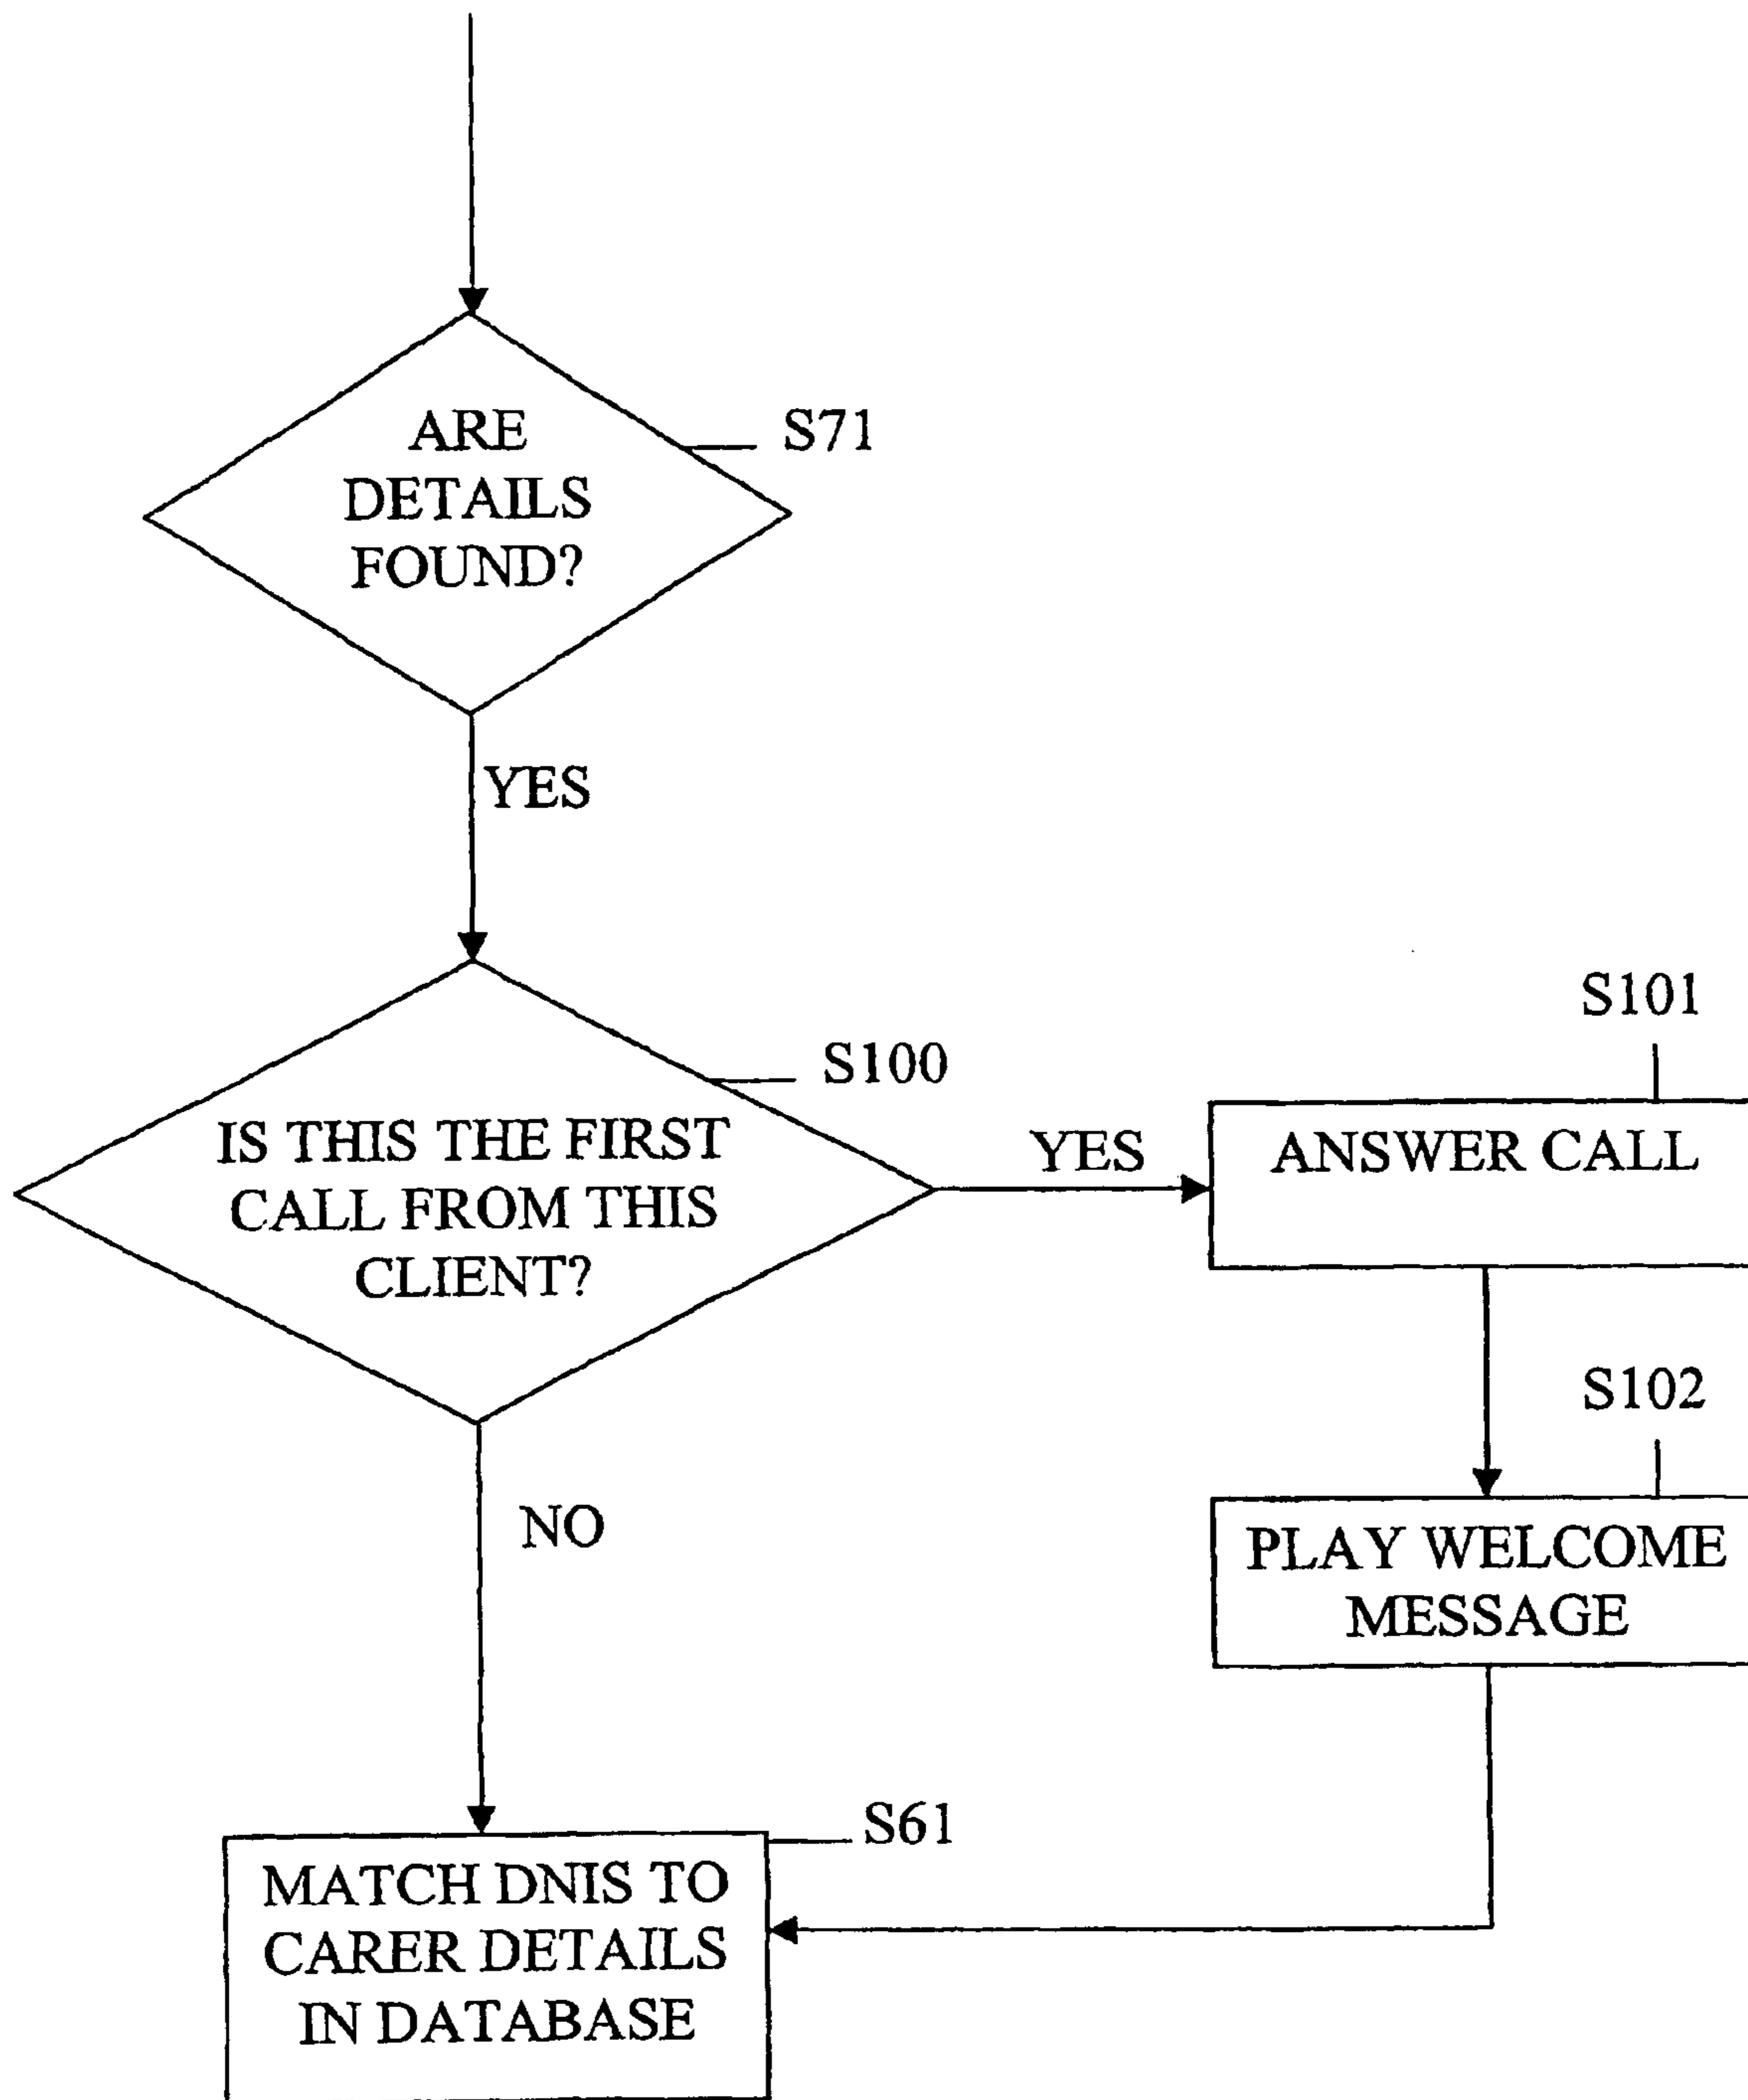 ARE
DETAILS
FOUND?
S71
YES
S100
IS THIS THE FIRST
CALL FROM THIS
CLIENT?
YES
S101
ANSWER CALL
S102
PLAY WELCOME
MESSAGE
NO
S61
MATCH DNIS TO
CARER DETAILS
IN DATABASE